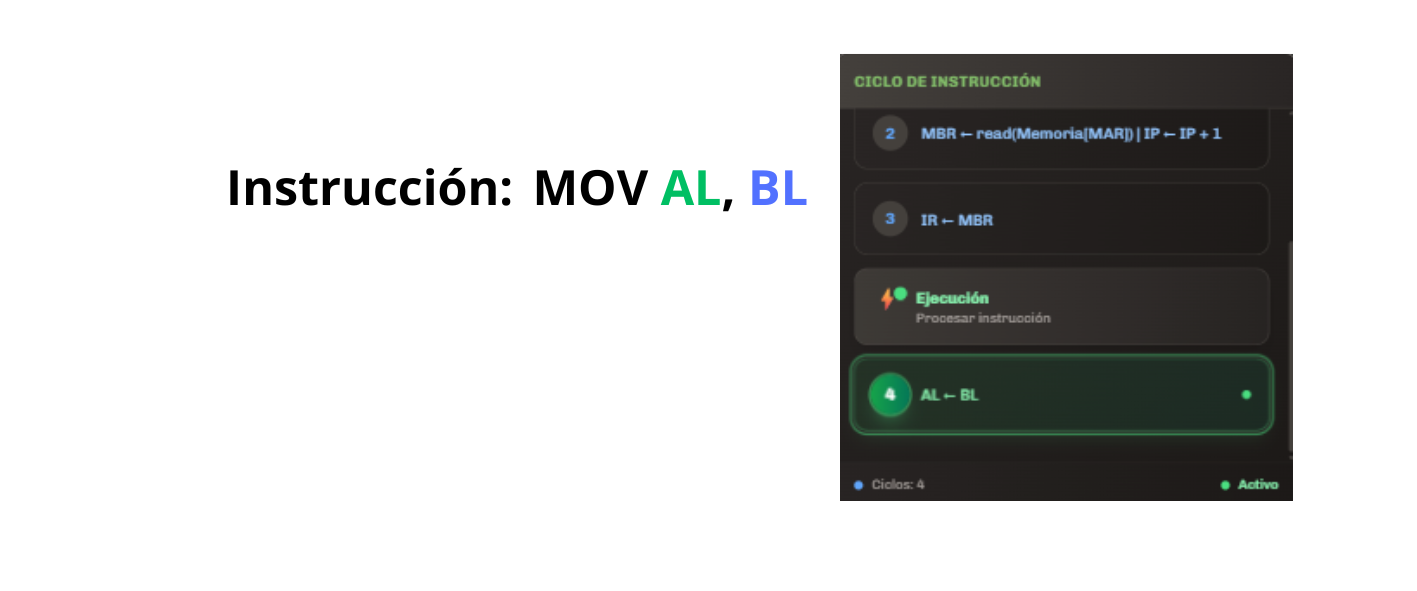 Instrucción: MOV AL, BL
CICLO DE INSTRUCCIÓN
2 MBR ← read(Memoria[MAR]) | IP ← IP + 1
3 IR ← MBR
Ejecución
Procesar instrucción
4 AL ← BL
Ciclos: 4
Activo